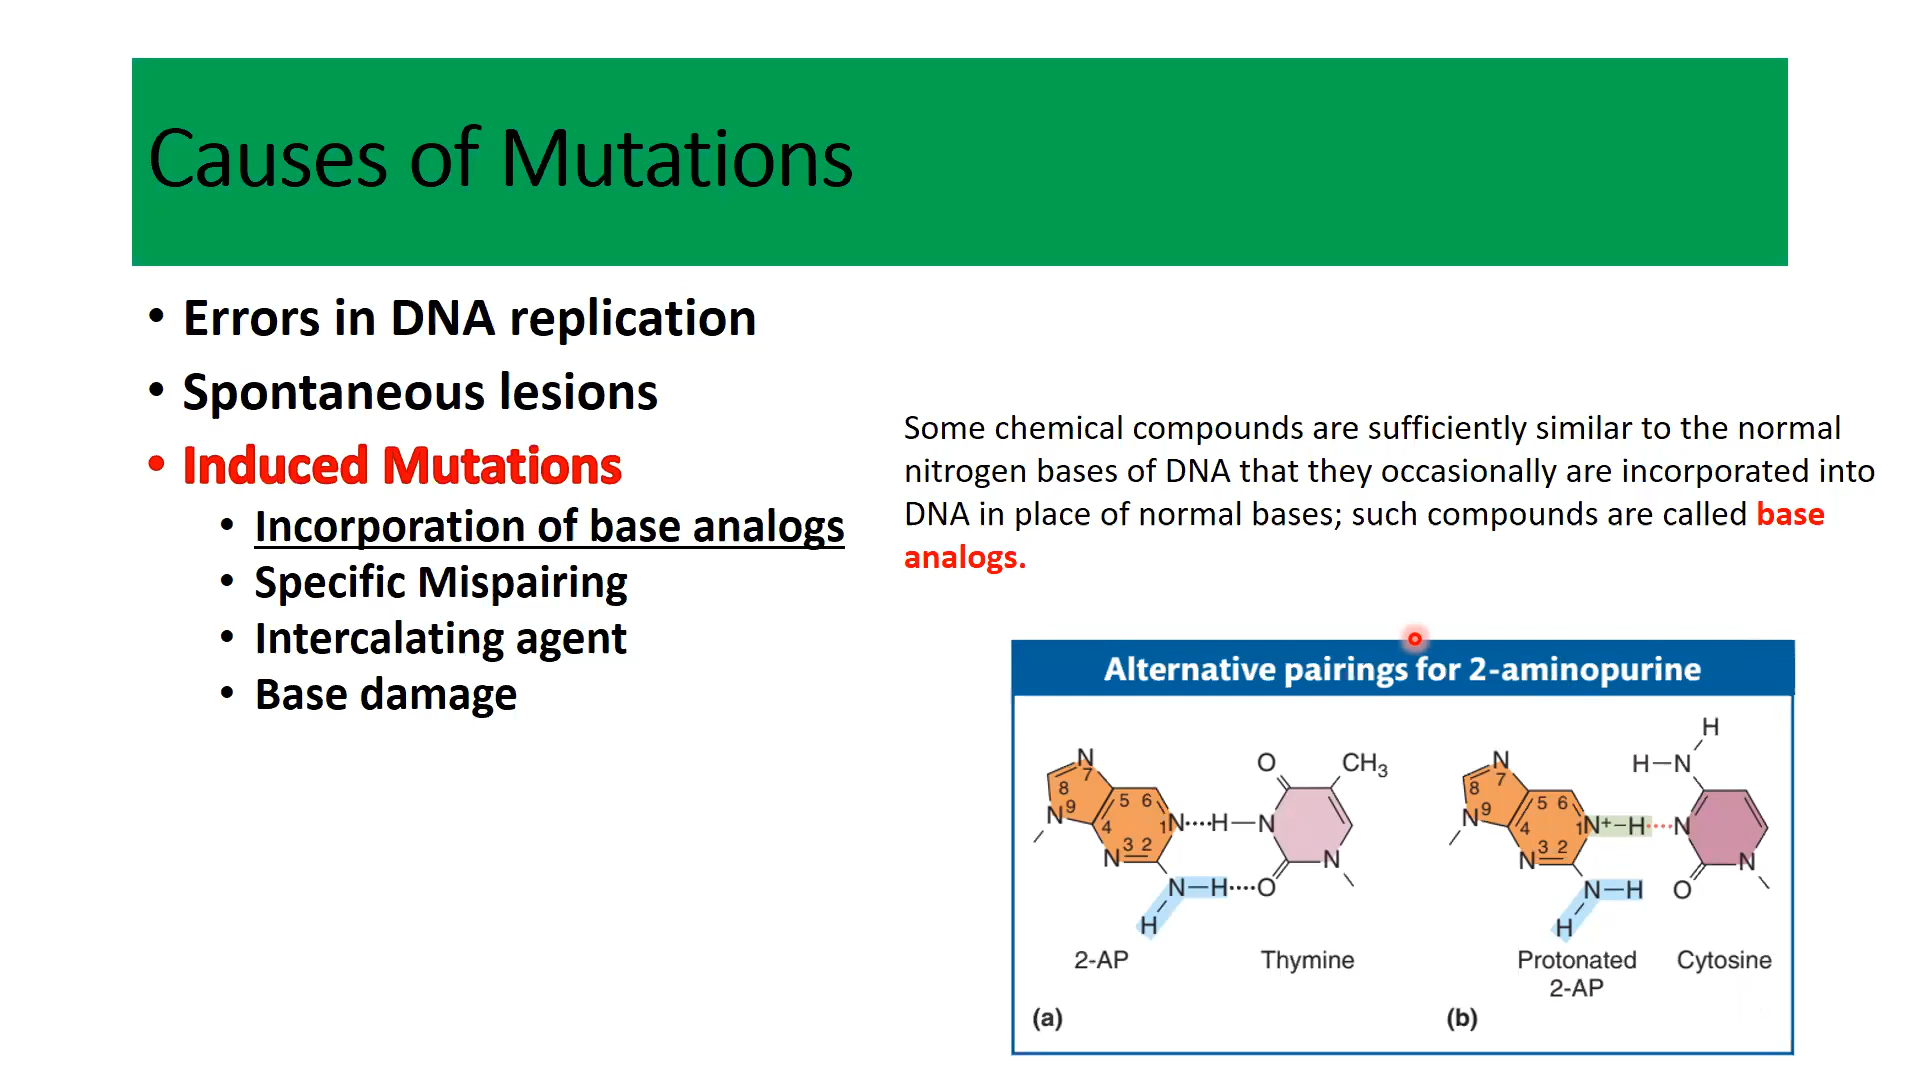 Causes of Mutations
• Errors in DNA replication
• Spontaneous lesions
• Induced Mutations
• Incorporation of base analogs
• Specific Mispairing
• Intercalating agent
• Base damage
Some chemical compounds are sufficiently similar to the normal
nitrogen bases of DNA that they occasionally are incorporated into
DNA in place of normal bases; such compounds are called base
analogs.
Alternative pairings for 2-aminopurine
N 7 8 9 N 5 6 4 1 N 3 2 N H N O CH3 O N N H O H
2-AP
Thymine
(a)
N 7 8 9 N 5 6 4 1 N+ H 3 2 N N H H H H N N O N
Protonated
2-AP
Cytosine
(b)